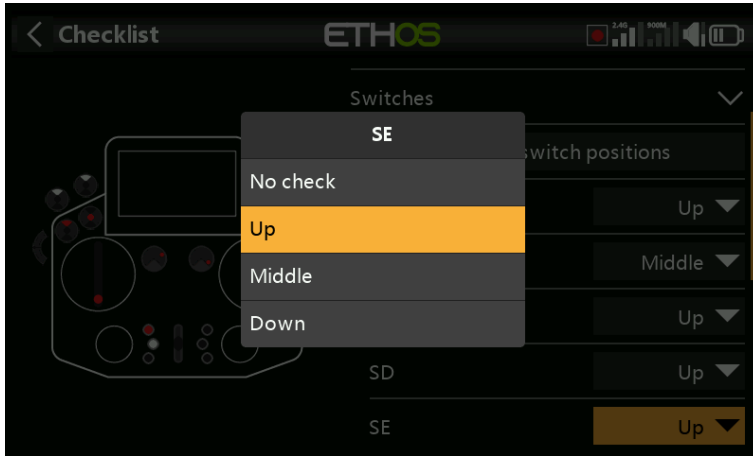 Checklist
ETHOS
2.4G 900M
Switches
SE
switch positions
No check
Up
Up
Middle
Middle
Down
Up
SD Up
SE Up